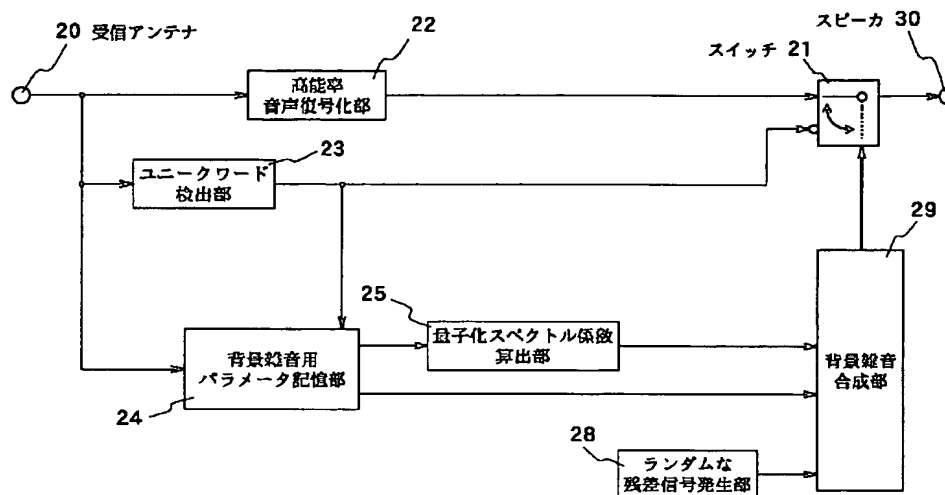 20 受信アンテナ
22
高能率
音声復号化部
スイッチ 21
スピーカ 30
23
ユニークワード
検出部
29
25
量子化スペクトル係数
算出部
背景雑音用
パラメータ記憶部
24
背景雑音
合成部
28
ランダムな
残差信号発生部